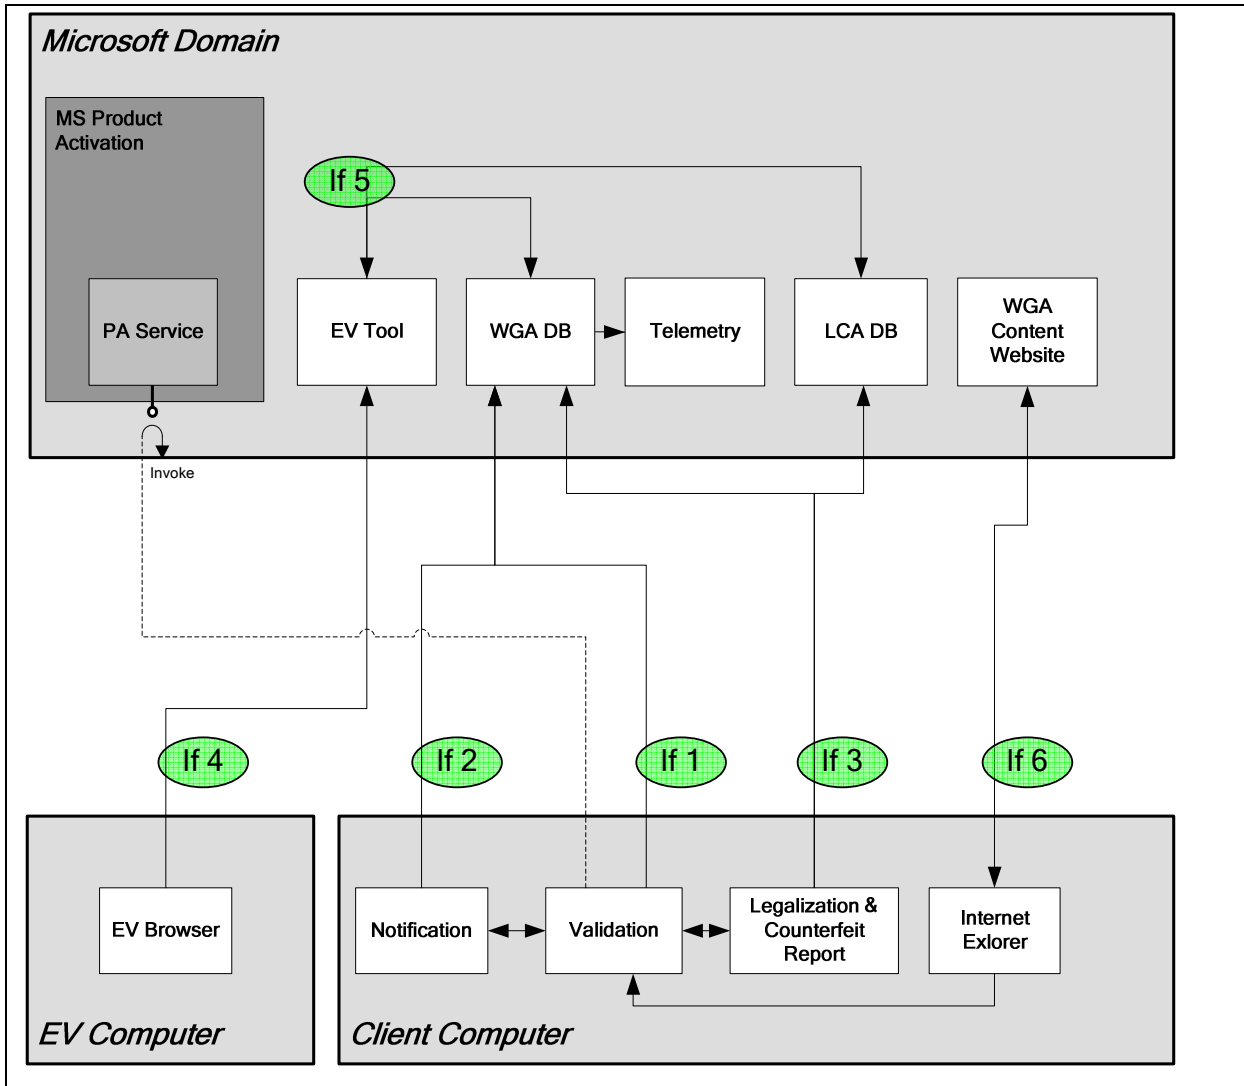 Microsoft Domain
MS Product
Activation
If 5
PA Service
EV Tool
WGA DB
Telemetry
LCA DB
WGA
Content
Website
Invoke
If 4
If 2
If 1
If 3
If 6
EV Browser
Notification
Validation
Legalization &
Counterfeit
Report
Internet
Exlorer
EV Computer
Client Computer